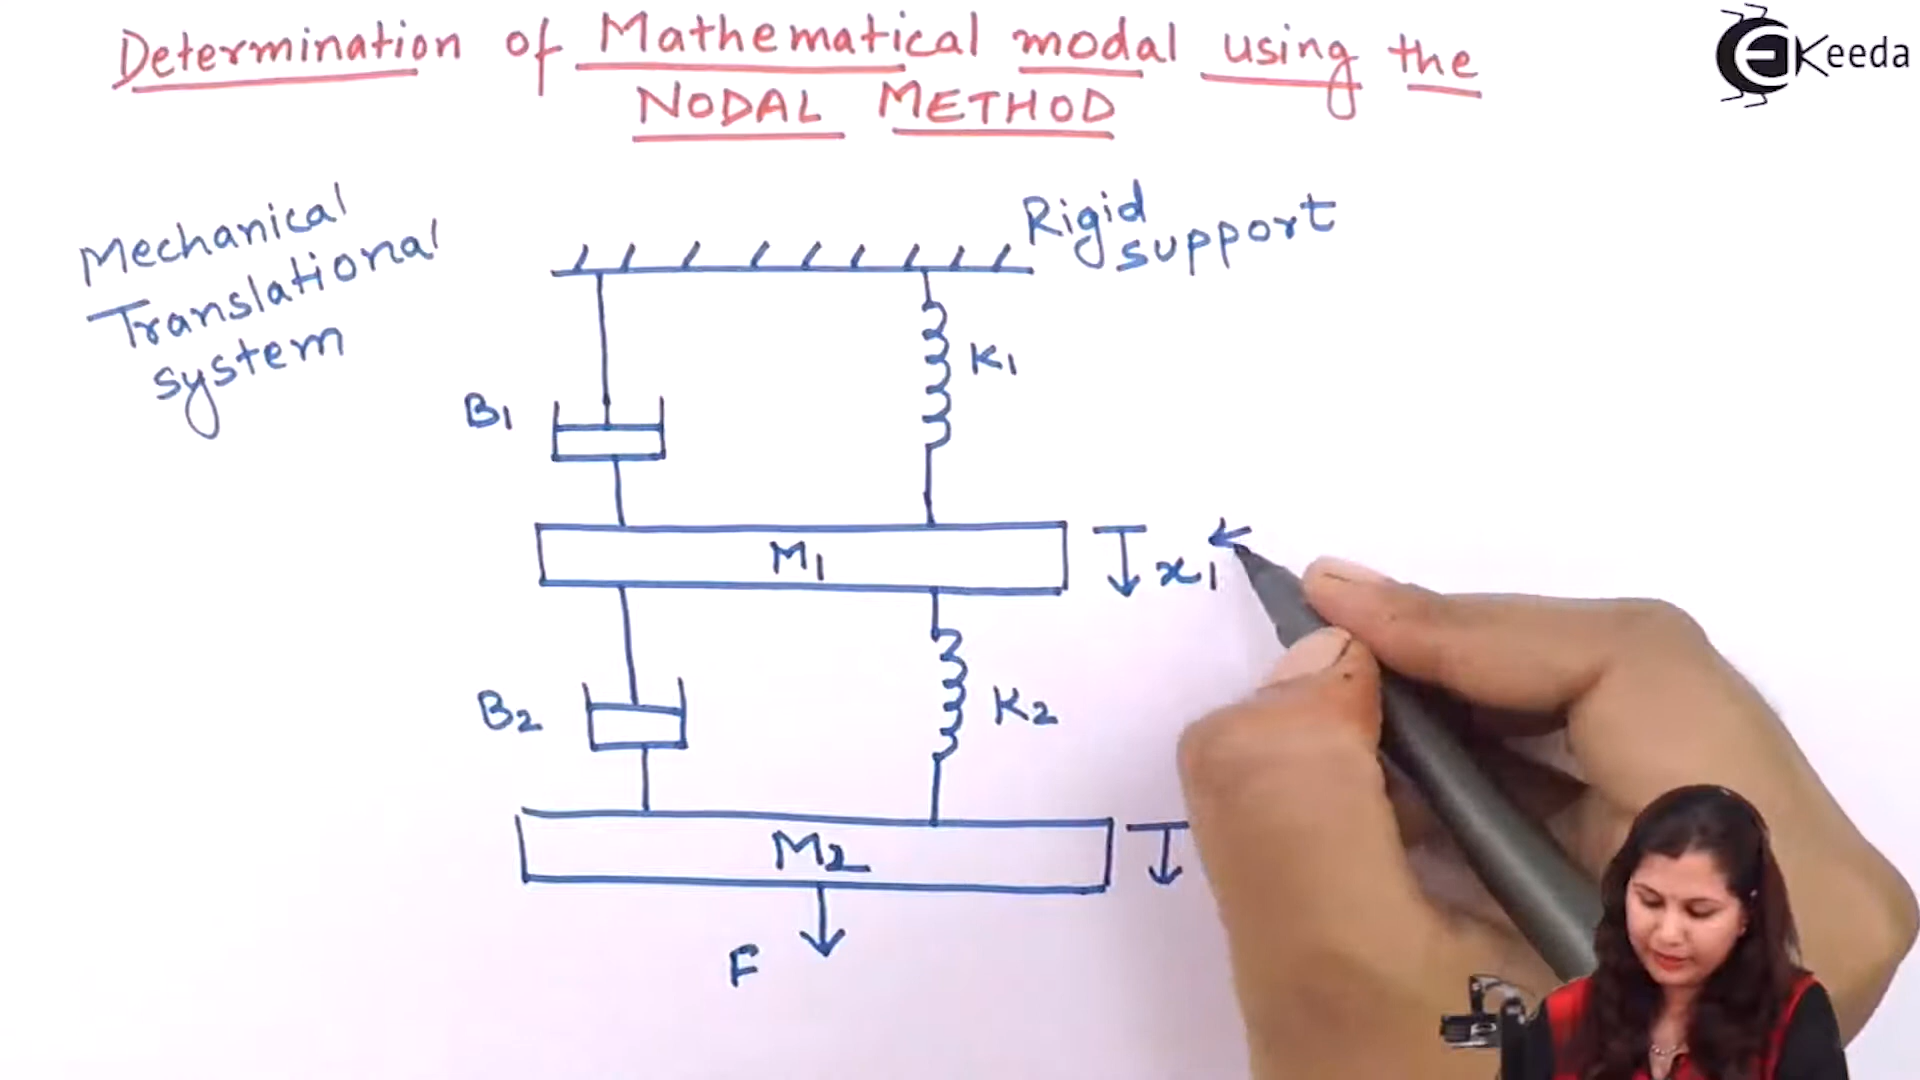 Determination of Mathematical modal using the
NODAL METHOD
EKeeda
Mechanical
Translational
system
Rigid
support
B1
K1
M1
x1
B2
K2
M2
F